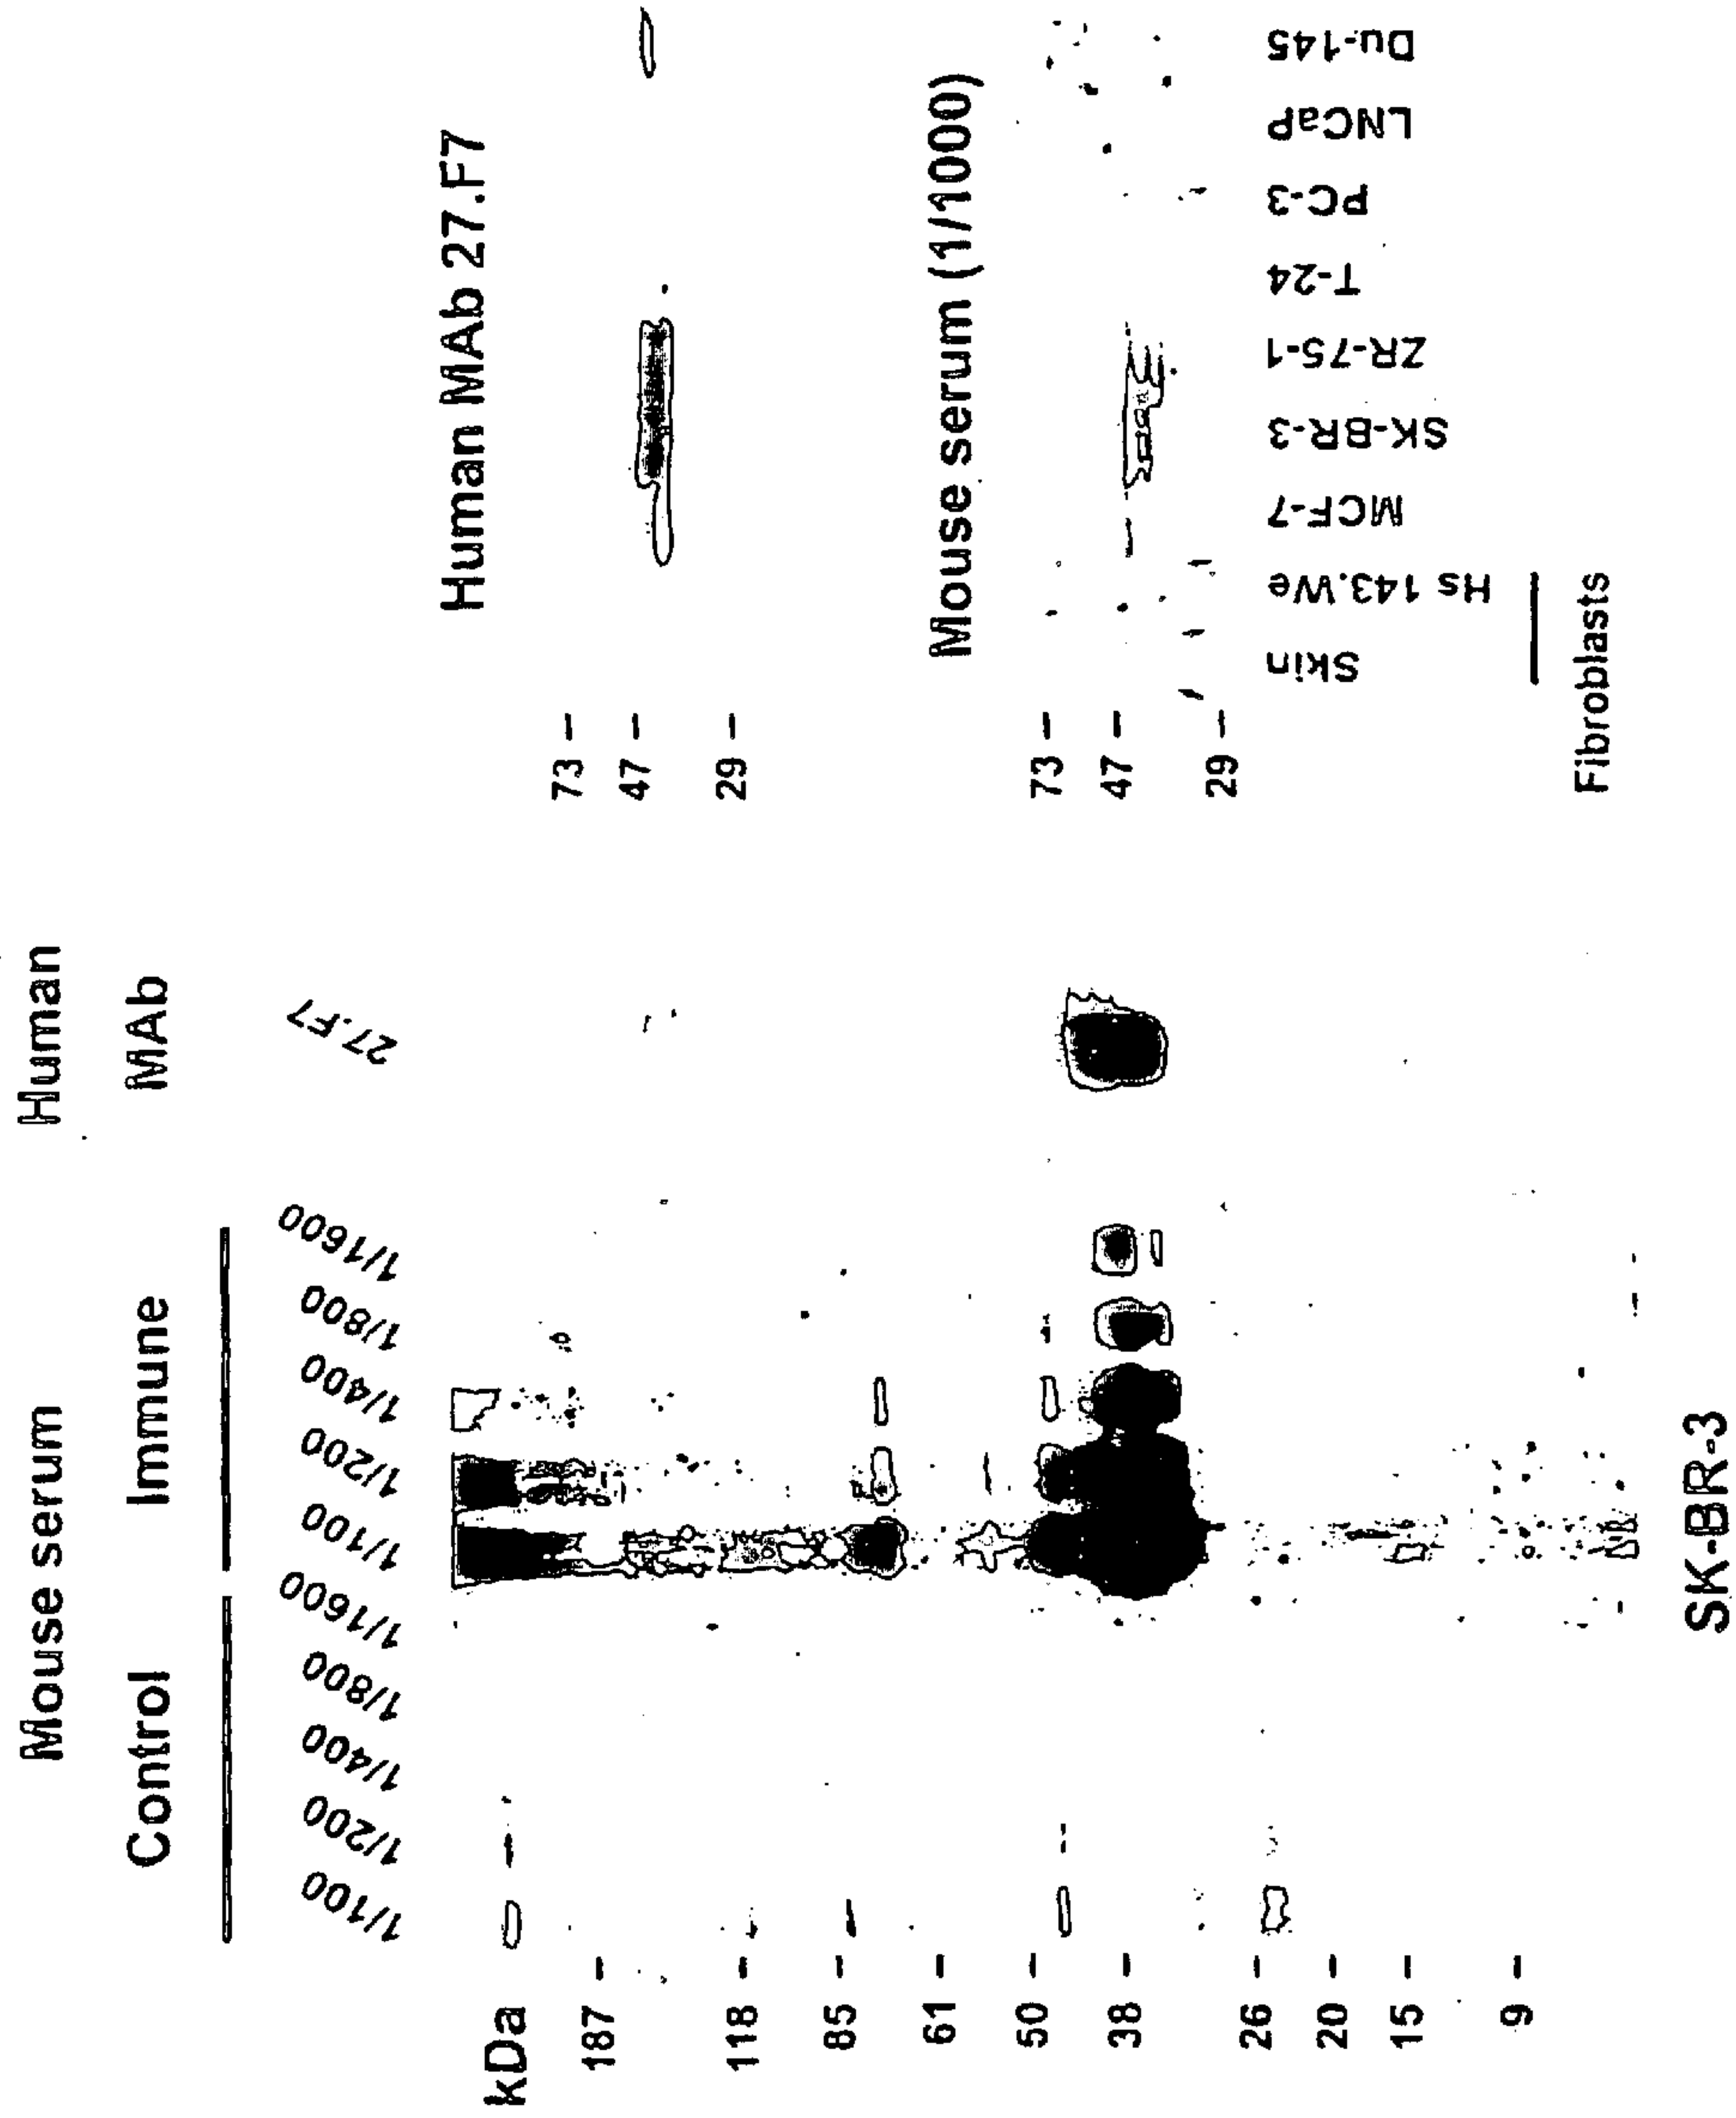 Mouse serum
Human
Control
Immune
MAb
1/100
1/200
1/400
1/800
1/1600
1/100
1/200
1/400
1/800
1/1600
27.F7
kDa
187 -
118 -
85 -
61 -
50 -
38 -
26 -
20 -
15 -
9 -
SK-BR-3
Human MAb 27.F7
73 -
47 -
29 -
Mouse serum (1/1000)
73 -
47 -
29 -
Skin
Hs 143.We
MCF-7
SK-BR-3
ZR-75-1
T-24
PC-3
LNCaP
Du-145
Fibroblasts